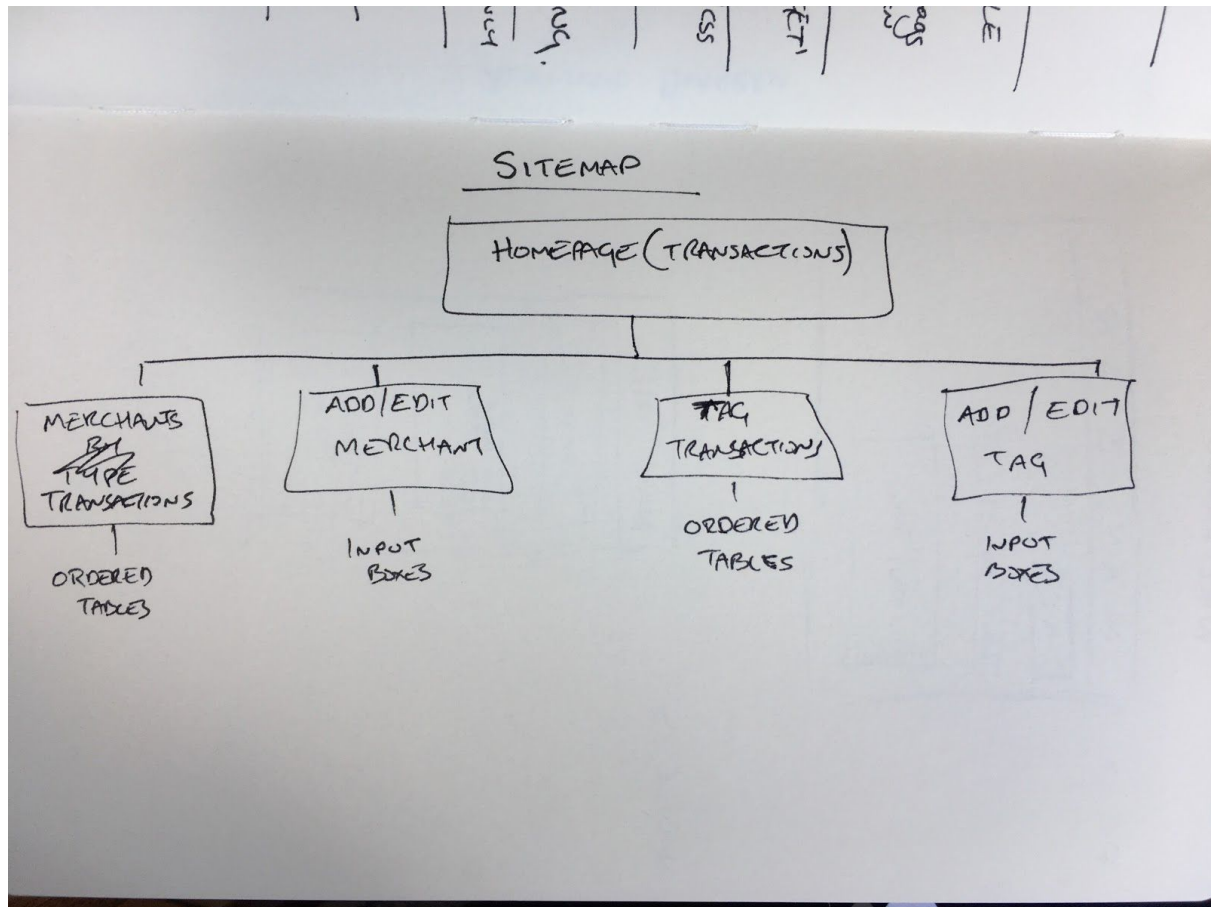 SITEMAP
HOMEPAGE (TRANSACTIONS)
MERCHANTS
BY
TYPE
TRANSACTIONS
ORDERED
TABLES
ADD/EDIT
MERCHANT
INPUT
BOXES
TAG
TRANSACTIONS
ORDERED
TABLES
ADD / EDIT
TAG
INPUT
BOXES
CSS